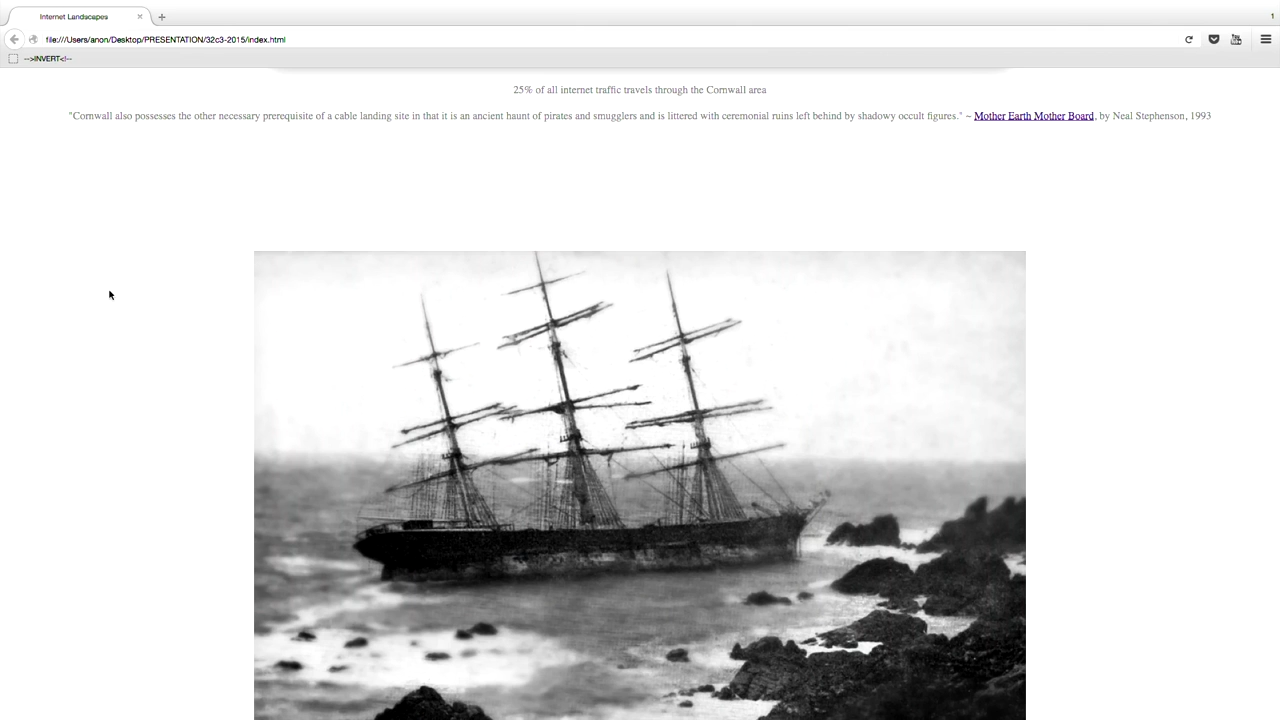 Internet Landscapes
1
file:///Users/anon/Desktop/PRESENTATION/32c3-2015/index.html
-->INVERT<!--
25% of all internet traffic travels through the Cornwall area
"Cornwall also possesses the other necessary prerequisite of a cable landing site in that it is an ancient haunt of pirates and smugglers and is littered with ceremonial ruins left behind by shadowy occult figures." ~ Mother Earth Mother Board, by Neal Stephenson, 1993